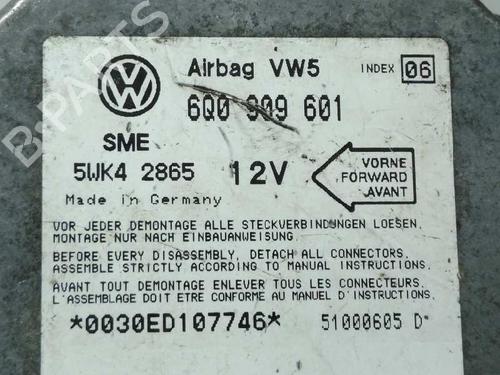 Airbag VW5 INDEX 06
6Q0 909 601
SME
5WK4 2865 12V
VORNE
FORWARD
AVANT
Made in Germany
VOR JEDER DEMONTAGE ALLE STECKVERBINDUNGEN LOESEN.
MONTAGE NUR NACH EINBAUANWEISUNG.
BEFORE EVERY DISASSEMBLY, DETACH ALL CONNECTORS.
ASSEMBLE STRICTLY ACCORDING TO MANUAL INSTRUCTIONS.
AVANT TOUT DEMONTAGE ENLEVER TOUS LES CONNECTEURS.
L'ASSEMBLAGE DOIT ETRE CONFORME AU MANUEL D'INSTRUCTIONS.
*0030ED107746* 51000605 D
B-PARTS